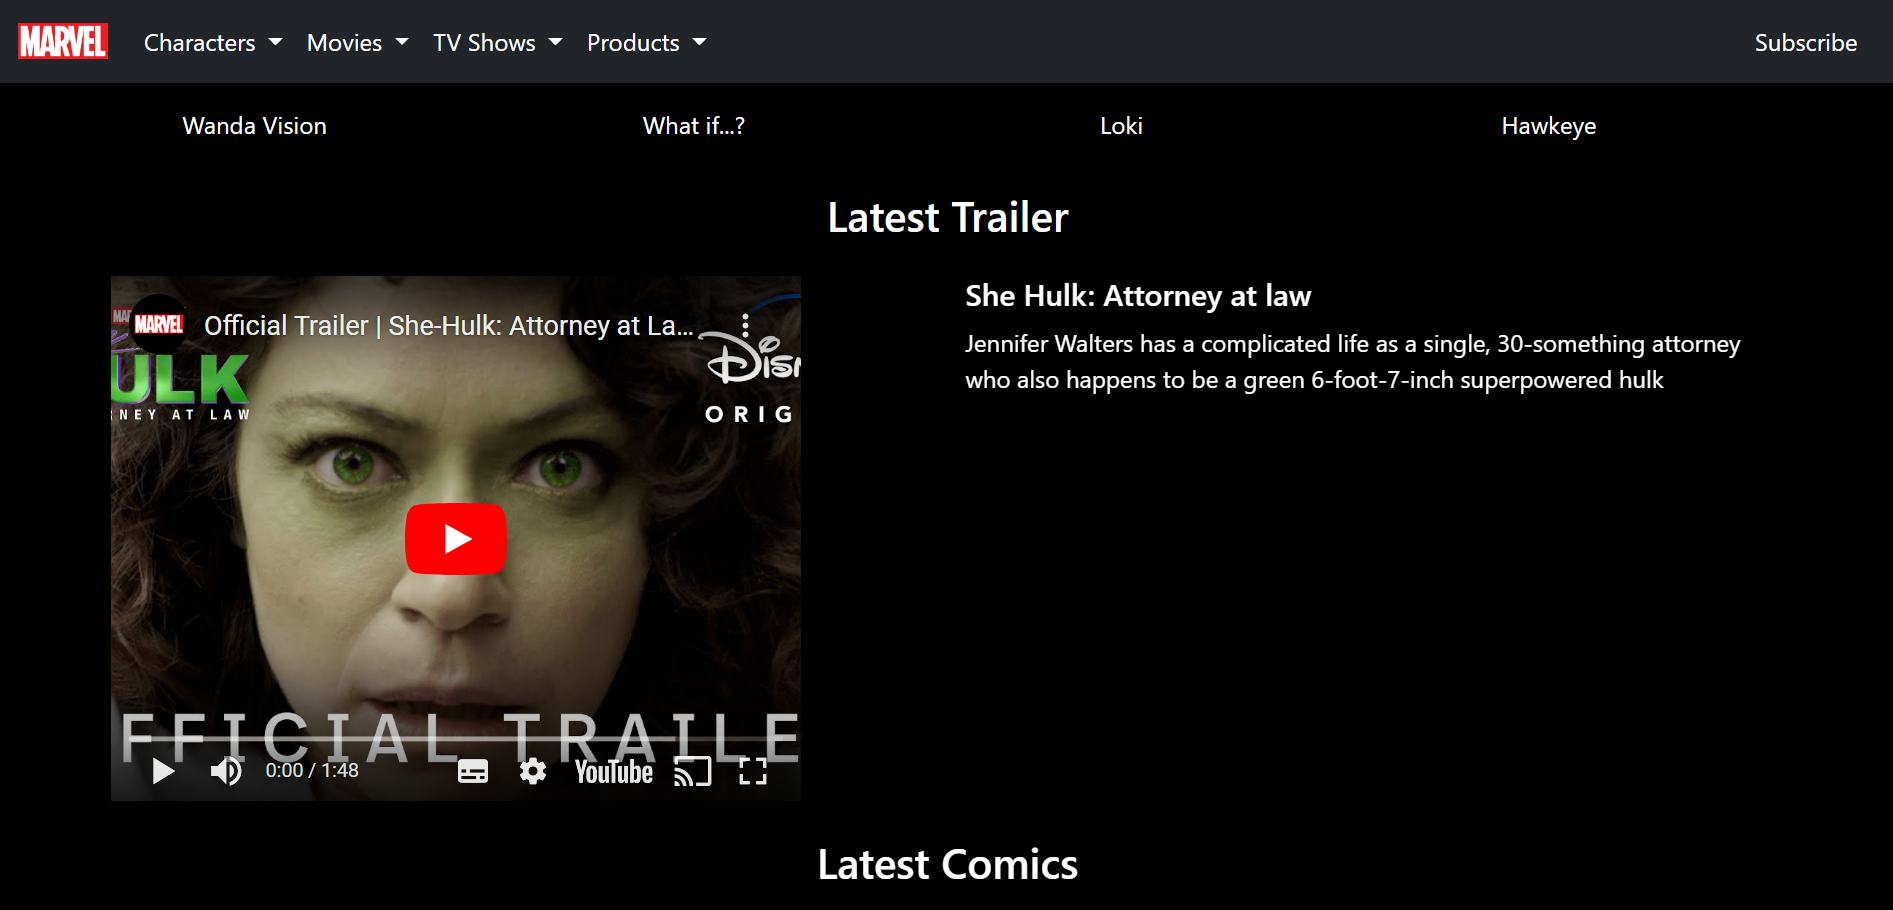 MARVEL Characters Movies TV Shows Products Subscribe
Wanda Vision What if...? Loki Hawkeye
Latest Trailer
MARVEL Official Trailer | She-Hulk: Attorney at La...
ULK
NEY AT LAW
Disn
ORIG
FFICIAL TRAILE
0:00 / 1:48 YouTube
She Hulk: Attorney at law
Jennifer Walters has a complicated life as a single, 30-something attorney
who also happens to be a green 6-foot-7-inch superpowered hulk
Latest Comics